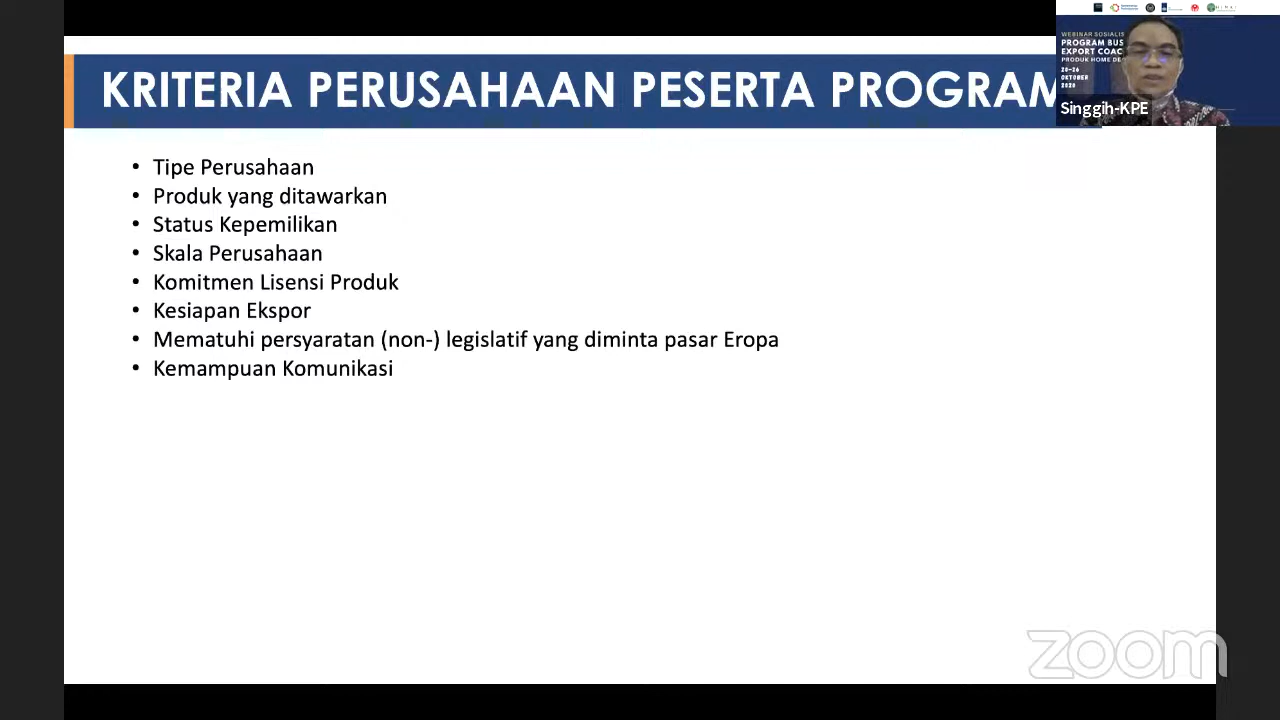 KRITERIA PERUSAHAAN PESERTA PROGRAM
WEBINAR SOSIALIS
PROGRAM BUS
EXPORT COAC
PRODUK HOME DE
20-26
OKTOBER
2020
Singgih-KPE
• Tipe Perusahaan
• Produk yang ditawarkan
• Status Kepemilikan
• Skala Perusahaan
• Komitmen Lisensi Produk
• Kesiapan Ekspor
• Mematuhi persyaratan (non-) legislatif yang diminta pasar Eropa
• Kemampuan Komunikasi
zoom